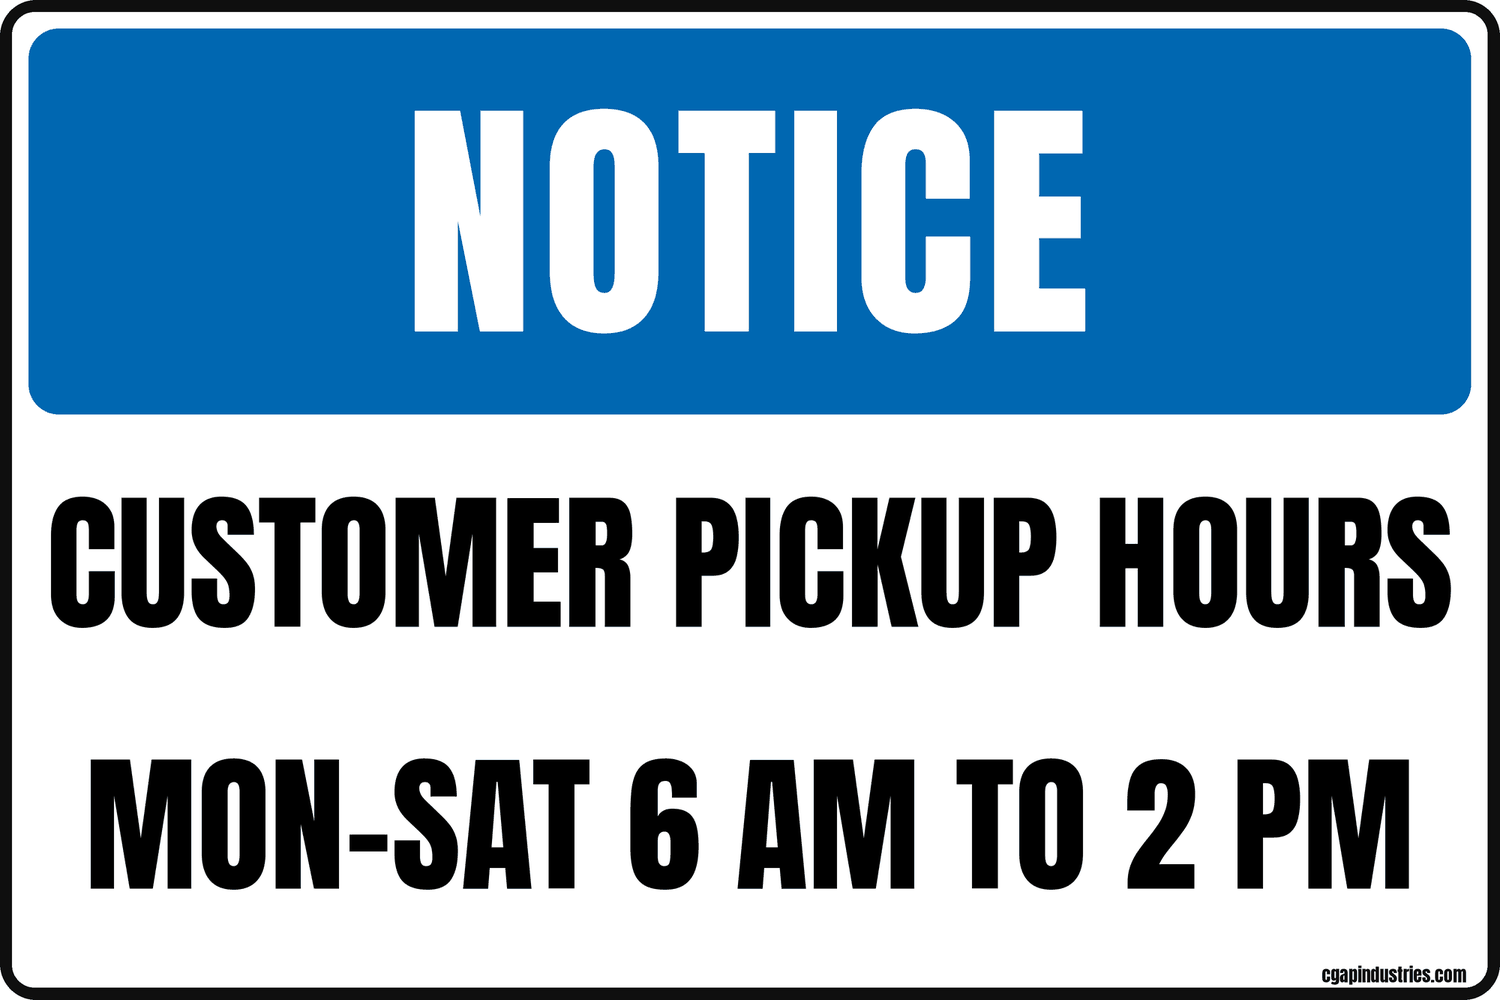 NOTICE
CUSTOMER PICKUP HOURS
MON-SAT 6 AM TO 2 PM
cgapindustries.com